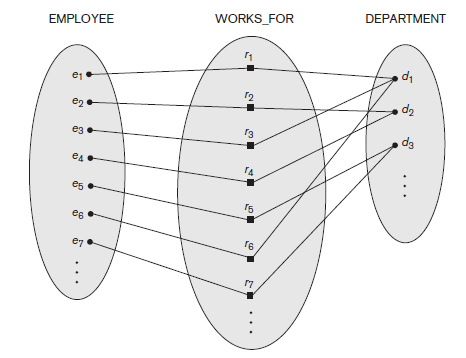 EMPLOYEE WORKS_FOR DEPARTMENT
e1 r1 d1
e2 r2 d2
e3 r3 d3
e4 r4
e5 r5
e6 r6
e7 r7